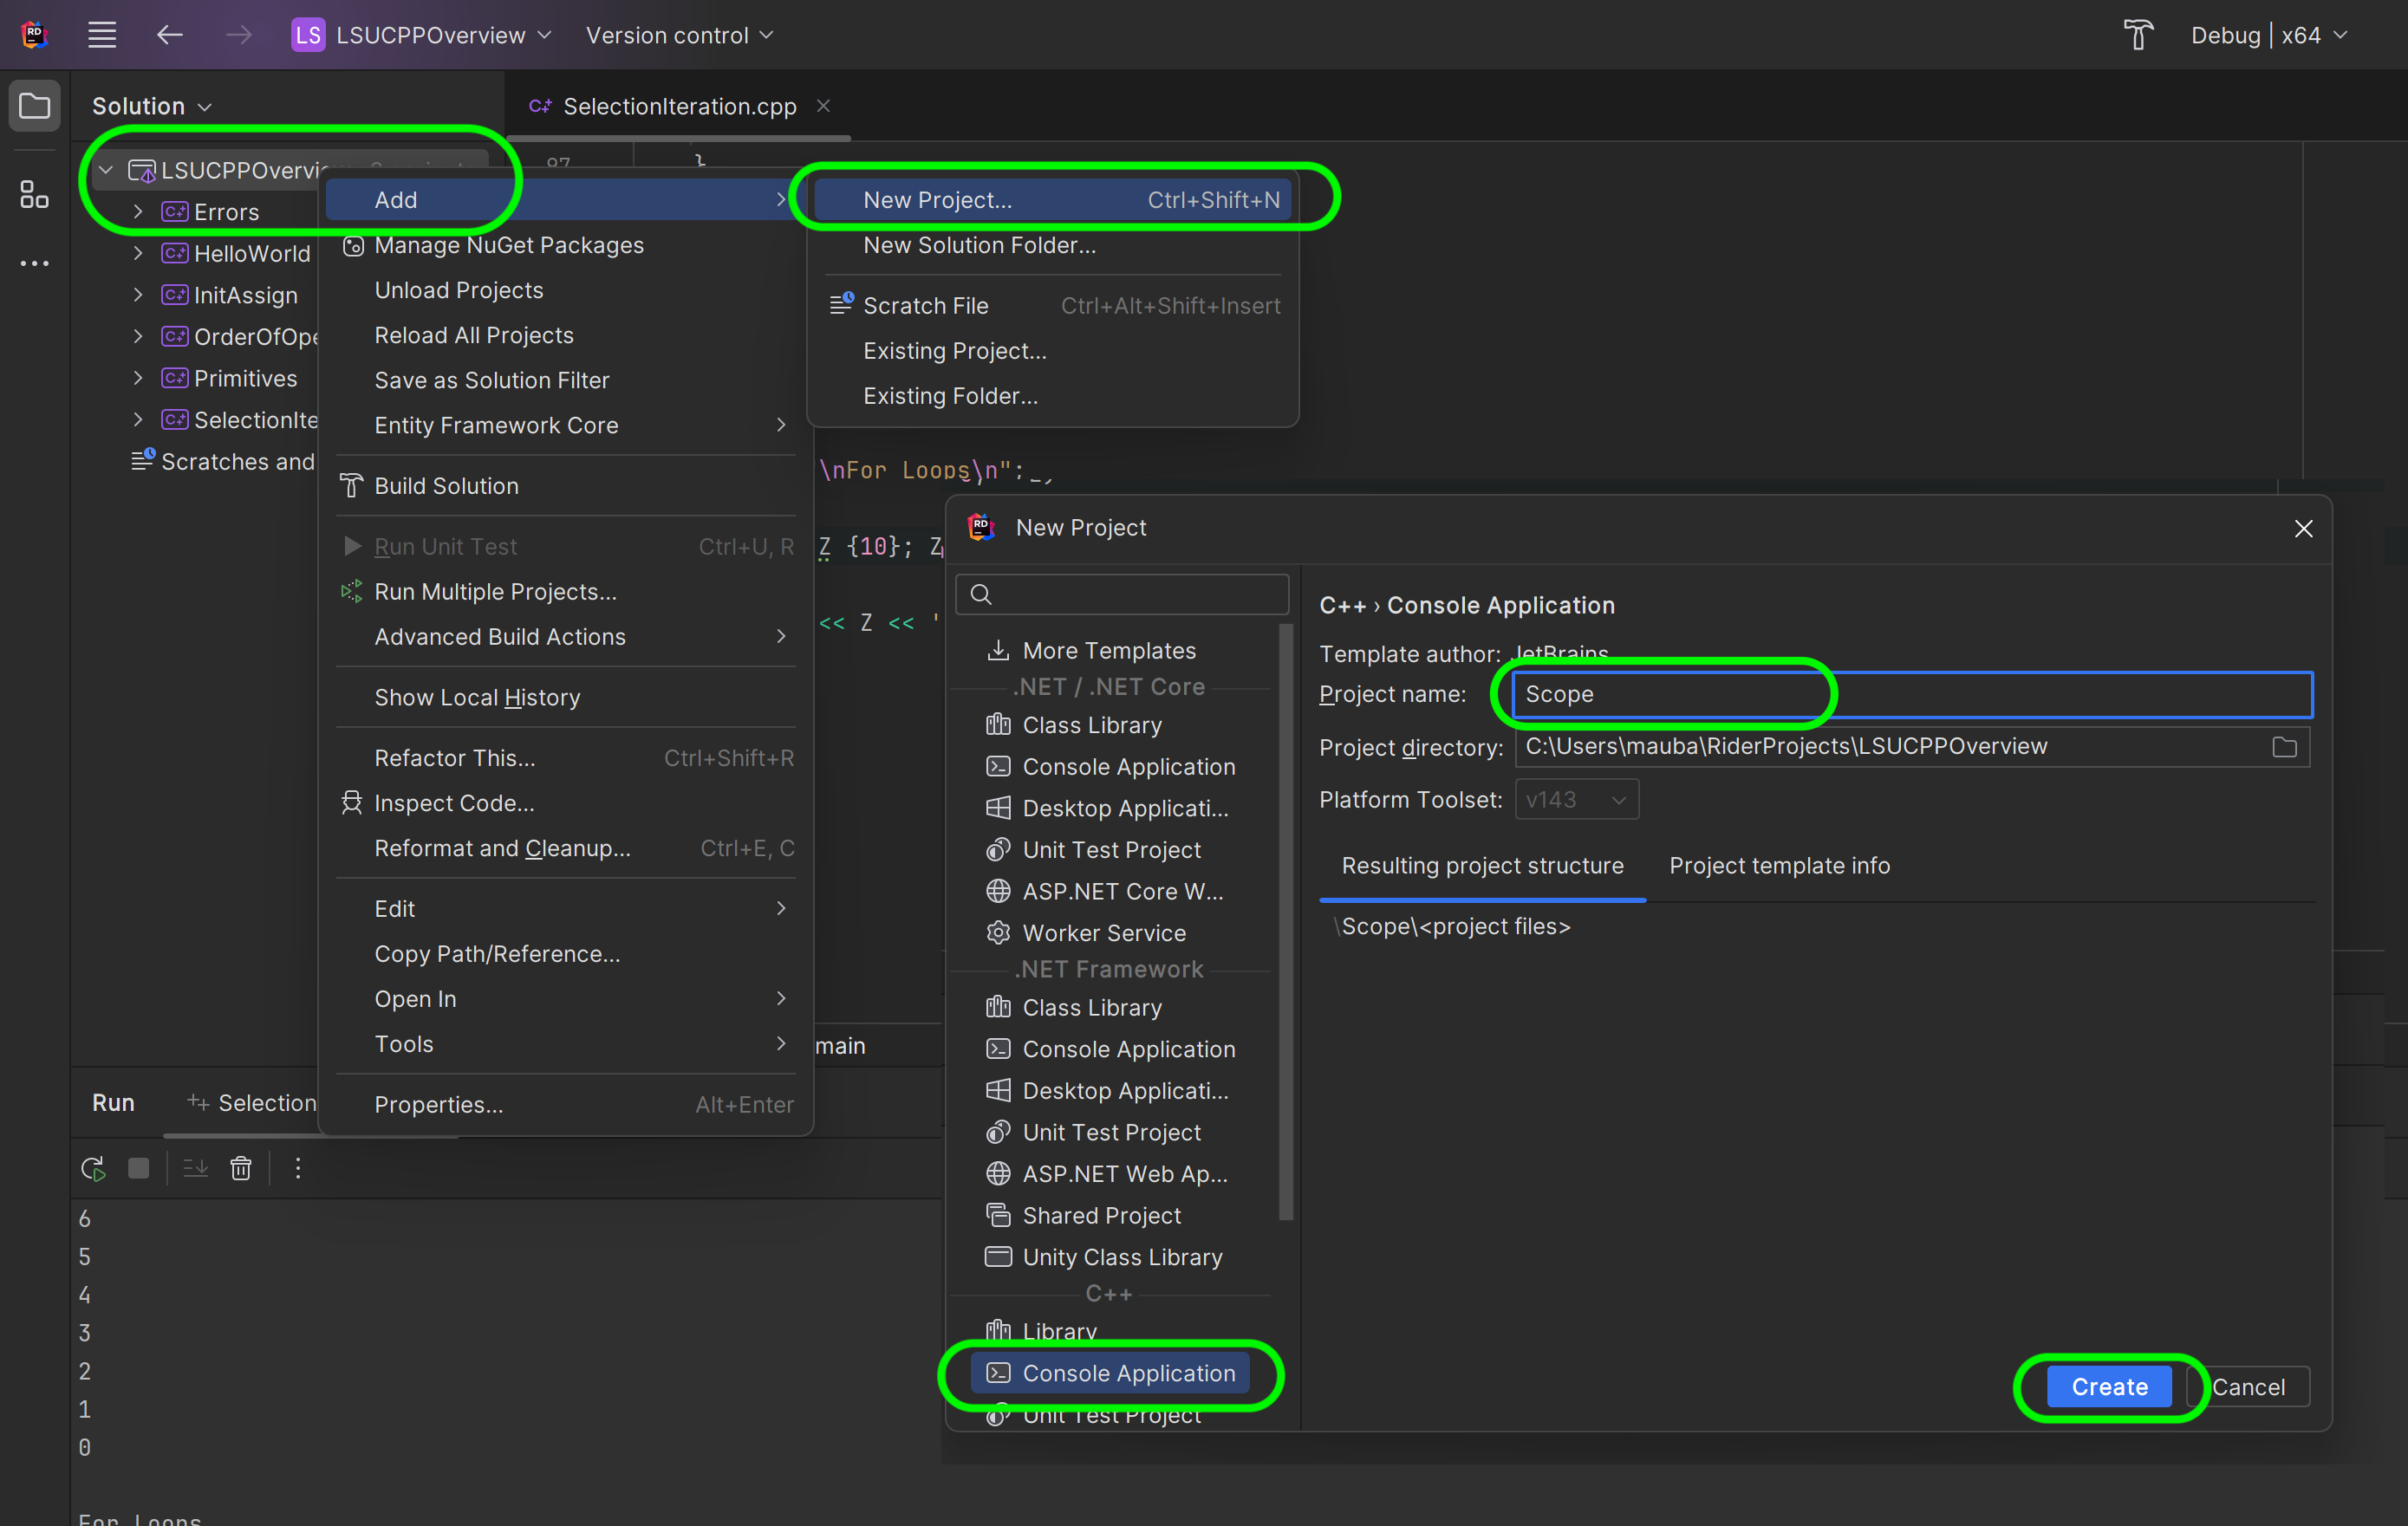 LS LSUCPPOverview Version control Debug | x64
Solution
SelectionIteration.cpp
LSUCPPOvervi
Errors
HelloWorld
InitAssign
OrderOfOpe
Primitives
SelectionIte
Scratches and
97
}
Add
Manage NuGet Packages
Unload Projects
Reload All Projects
Save as Solution Filter
Entity Framework Core
Build Solution
Run Unit Test Ctrl+U, R
Run Multiple Projects...
Advanced Build Actions
Show Local History
Refactor This... Ctrl+Shift+R
Inspect Code...
Reformat and Cleanup... Ctrl+E, C
Edit
Copy Path/Reference...
Open In
Tools
Properties... Alt+Enter
New Project... Ctrl+Shift+N
New Solution Folder...
Scratch File Ctrl+Alt+Shift+Insert
Existing Project...
Existing Folder...
\nFor Loops\n";
Z {10}; Z
<< Z << '
main
New Project
More Templates
.NET / .NET Core
Class Library
Console Application
Desktop Applicati...
Unit Test Project
ASP.NET Core W...
Worker Service
.NET Framework
Class Library
Console Application
Desktop Applicati...
Unit Test Project
ASP.NET Web Ap...
Shared Project
Unity Class Library
C++
Library
Console Application
Unit Test Project
C++ › Console Application
Template author: JetBrains
Project name: Scope
Project directory: C:\Users\mauba\RiderProjects\LSUCPPOverview
Platform Toolset: v143
Resulting project structure Project template info
\Scope\<project files>
Create Cancel
Run Selection
6
5
4
3
2
1
0
For Loops